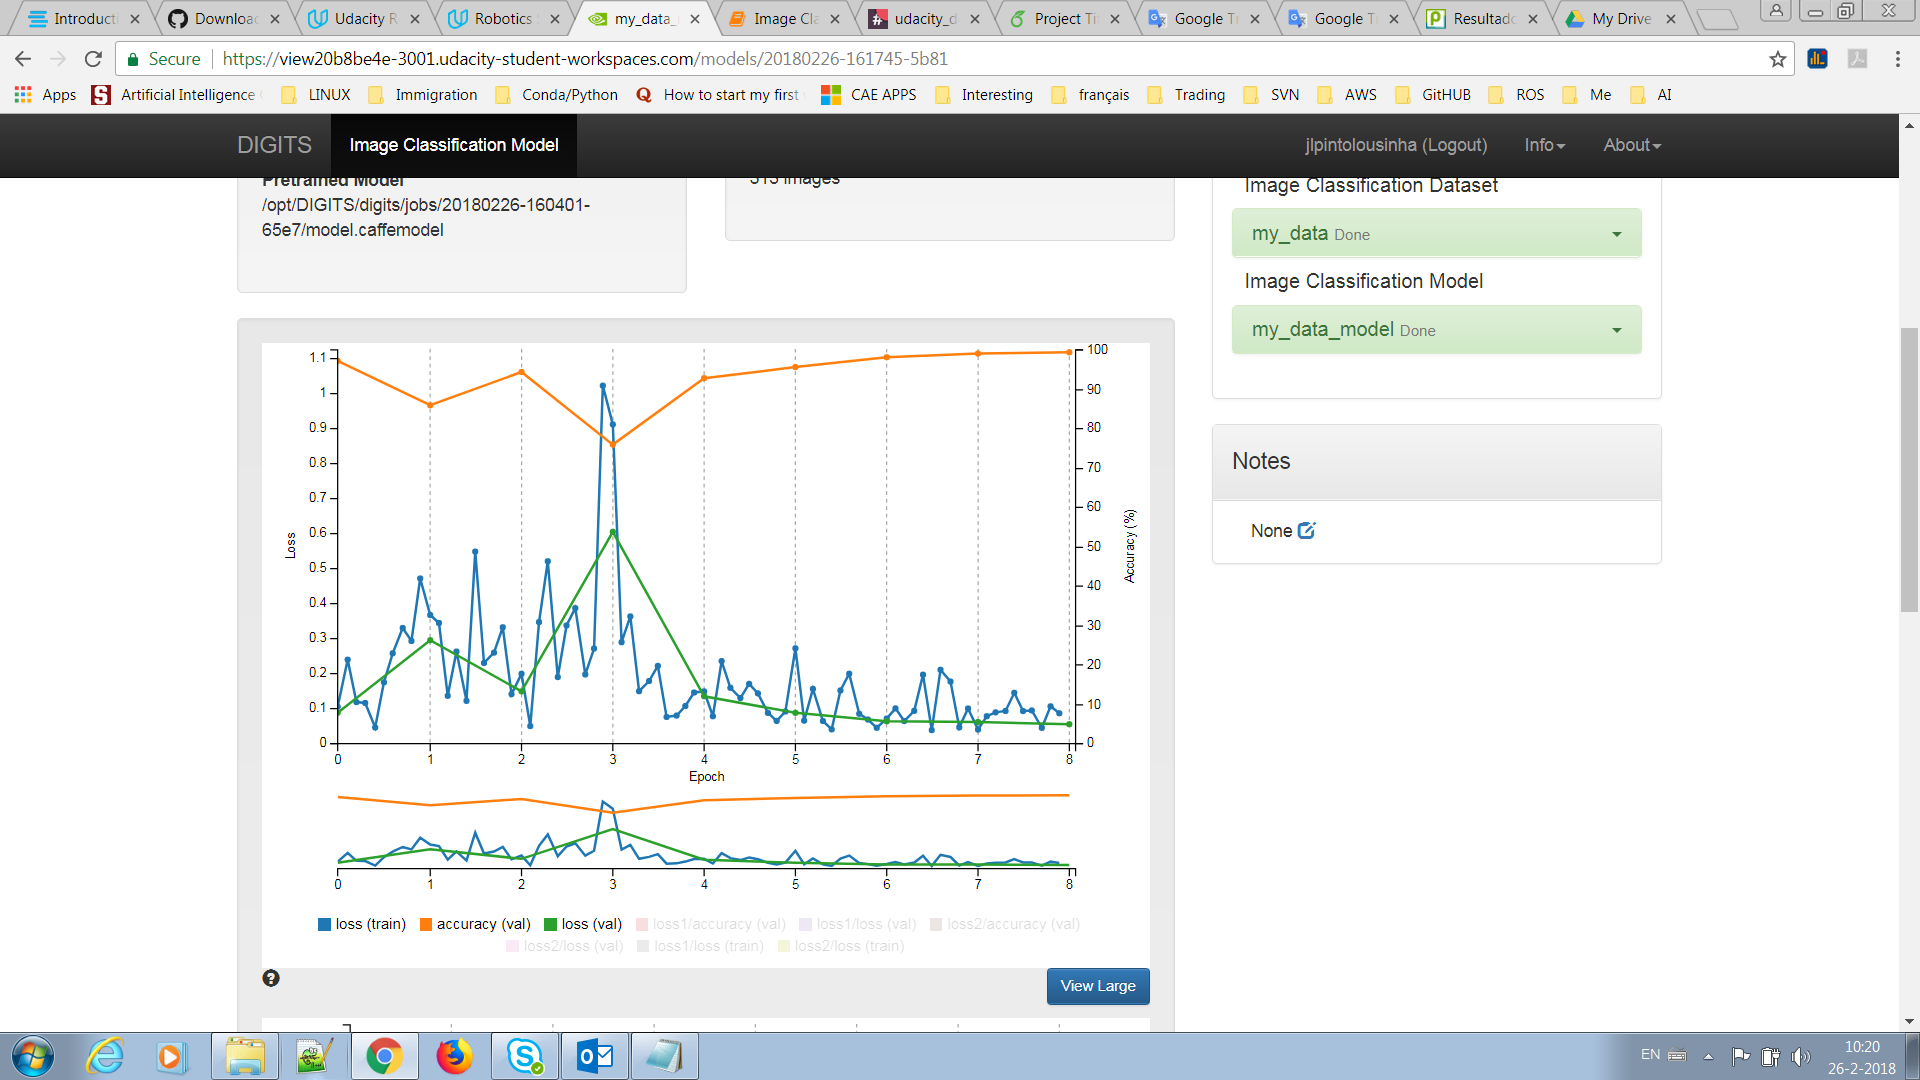 Introducti
Downloac
Udacity R
Robotics
my_data_
Image Cla
udacity_d
Project Ti
Google Tr
Google Tr
Resultado
My Drive
Secure
https://view20b8be4e-3001.udacity-student-workspaces.com/models/20180226-161745-5b81
Apps
Artificial Intelligence
LINUX
Immigration
Conda/Python
How to start my first
CAE APPS
Interesting
français
Trading
SVN
AWS
GitHUB
ROS
Me
AI
DIGITS
Image Classification Model
jlpintolousinha (Logout)
Info
About
Pretrained Model
/opt/DIGITS/digits/jobs/20180226-160401-
65e7/model.caffemodel
313 images
Image Classification Dataset
my_data Done
Image Classification Model
my_data_model Done
Notes
None
1.1
1
0.9
0.8
0.7
0.6
0.5
0.4
0.3
0.2
0.1
0
Loss
100
90
80
70
60
50
40
30
20
10
0
Accuracy (%)
0 1 2 3 4 5 6 7 8
Epoch
0 1 2 3 4 5 6 7 8
loss (train) accuracy (val) loss (val) loss1/accuracy (val) loss1/loss (val) loss2/accuracy (val)
loss2/loss (val) loss1/loss (train) loss2/loss (train)
View Large
EN
10:20
26-2-2018